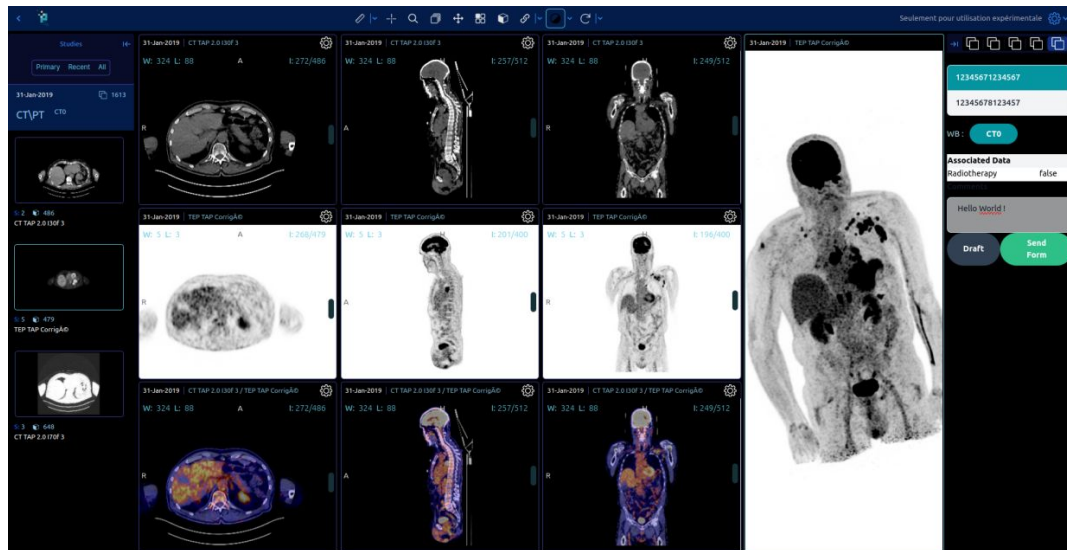 Seulement pour utilisation expérimentale
Studies
Primary Recent All
31-Jan-2019 1613
CT\PT CT0
S: 2 486
CT TAP 2.0 I30f 3
S: 5 479
TEP TAP CorrigÃ©
S: 3 648
CT TAP 2.0 I70f 3
31-Jan-2019 CT TAP 2.0 I30f 3
W: 324 L: 88 A I: 272/486
R
31-Jan-2019 CT TAP 2.0 I30f 3
W: 324 L: 88 H I: 257/512
A
31-Jan-2019 CT TAP 2.0 I30f 3
W: 324 L: 88 H I: 249/512
R
31-Jan-2019 TEP TAP CorrigÃ©
W: 5 L: 3 A I: 268/479
R
31-Jan-2019 TEP TAP CorrigÃ©
W: 5 L: 3 H I: 201/400
A
31-Jan-2019 TEP TAP CorrigÃ©
W: 5 L: 3 H I: 196/400
R
31-Jan-2019 CT TAP 2.0 I30f 3 / TEP TAP CorrigÃ©
W: 324 L: 88 A I: 272/486
R
31-Jan-2019 CT TAP 2.0 I30f 3 / TEP TAP CorrigÃ©
W: 324 L: 88 H I: 257/512
A
31-Jan-2019 CT TAP 2.0 I30f 3 / TEP TAP CorrigÃ©
W: 324 L: 88 H I: 249/512
R
31-Jan-2019 TEP TAP CorrigÃ©
12345671234567
12345678123457
WB : CT0
Associated Data
Radiotherapy false
Comments
Hello World !
Draft
Send
Form